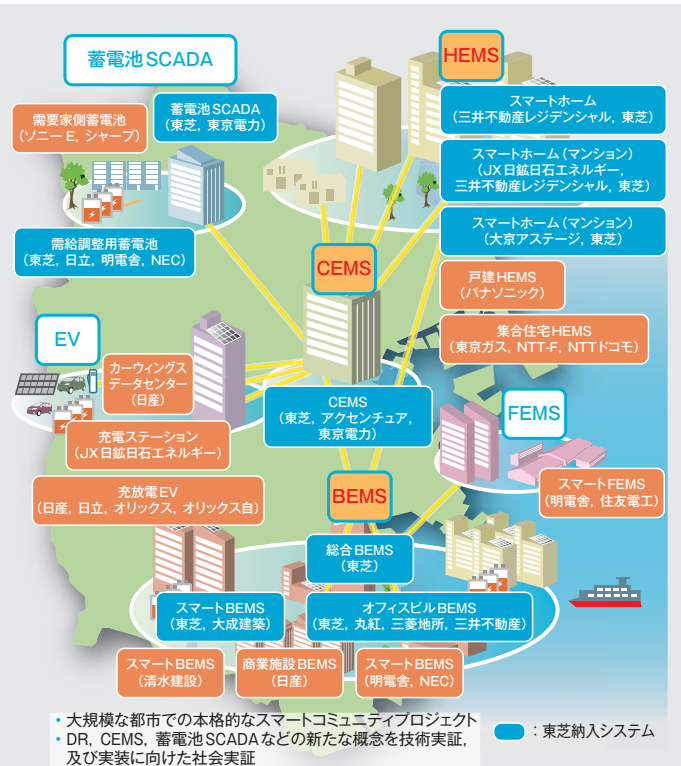 蓄電池SCADA
HEMS
需要家側蓄電池
(ソニーE, シャープ)
蓄電池SCADA
(東芝, 東京電力)
スマートホーム
(三井不動産レジデンシャル, 東芝)
スマートホーム(マンション)
(JX日鉱日石エネルギー,
三井不動産レジデンシャル, 東芝)
スマートホーム(マンション)
(大京アステージ, 東芝)
需給調整用蓄電池
(東芝, 日立, 明電舎, NEC)
CEMS
戸建HEMS
(パナソニック)
集合住宅HEMS
(東京ガス, NTT-F, NTTドコモ)
EV
カーウィングス
データセンター
(日産)
CEMS
(東芝, アクセンチュア,
東京電力)
FEMS
充電ステーション
(JX日鉱日石エネルギー)
充放電EV
(日産, 日立, オリックス, オリックス自)
BEMS
スマートFEMS
(明電舎, 住友電工)
総合BEMS
(東芝)
スマートBEMS
(東芝, 大成建築)
オフィスビルBEMS
(東芝, 丸紅, 三菱地所, 三井不動産)
スマートBEMS
(清水建設)
商業施設BEMS
(日産)
スマートBEMS
(明電舎, NEC)
・大規模な都市での本格的なスマートコミュニティプロジェクト
・DR, CEMS, 蓄電池SCADAなどの新たな概念を技術実証,
及び実装に向けた社会実証
:東芝納入システム